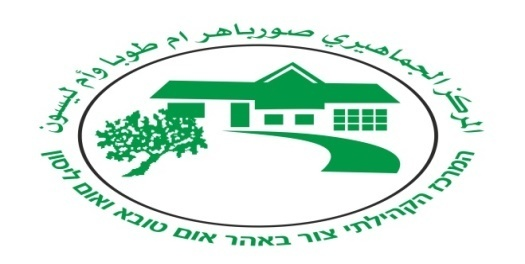 المركز الجماهيري صورباهر ام طوبا وأم ليسون
המרכז הקהילתי צור באהר אום טובא ואום ליסון